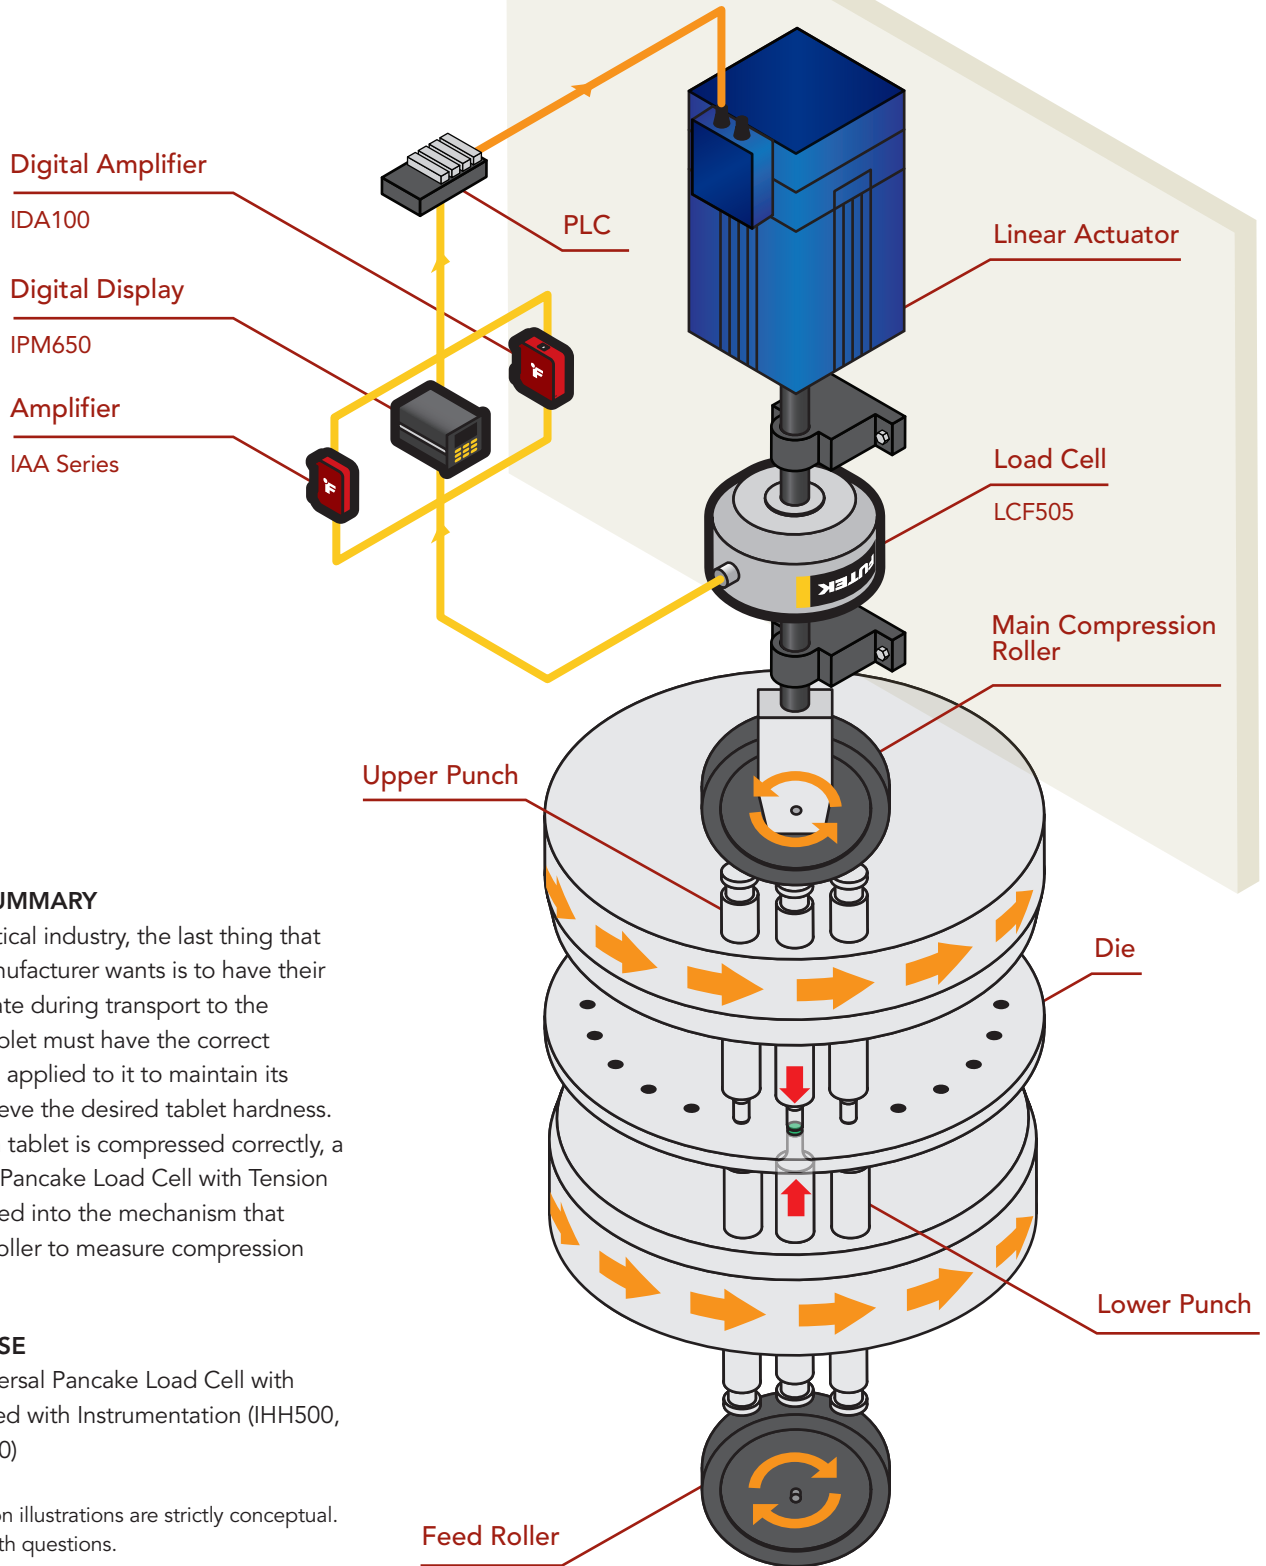 Digital Amplifier
IDA100
PLC
Linear Actuator
Digital Display
IPM650
Amplifier
IAA Series
Load Cell
LCF505
FUTEK
Main Compression
Roller
Upper Punch
Die
UMMARY
tical industry, the last thing that
nufacturer wants is to have their
ate during transport to the
blet must have the correct
applied to it to maintain its
eve the desired tablet hardness.
tablet is compressed correctly, a
Pancake Load Cell with Tension
ed into the mechanism that
oller to measure compression
Lower Punch
SE
ersal Pancake Load Cell with
ed with Instrumentation (IHH500,
0)
on illustrations are strictly conceptual.
th questions.
Feed Roller